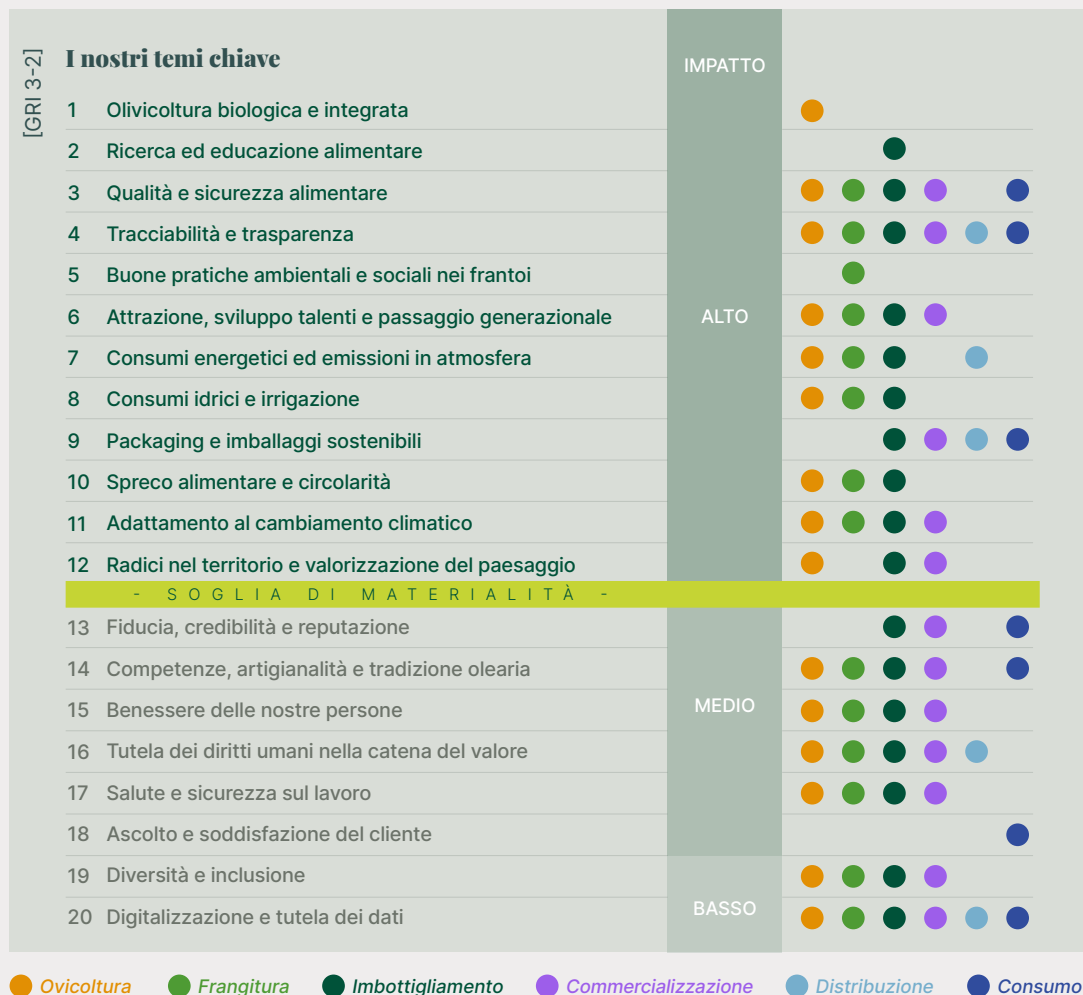 [GRI 3-2]
I nostri temi chiave
IMPATTO
1 Olivicoltura biologica e integrata
2 Ricerca ed educazione alimentare
3 Qualità e sicurezza alimentare
4 Tracciabilità e trasparenza
5 Buone pratiche ambientali e sociali nei frantoi
6 Attrazione, sviluppo talenti e passaggio generazionale
ALTO
7 Consumi energetici ed emissioni in atmosfera
8 Consumi idrici e irrigazione
9 Packaging e imballaggi sostenibili
10 Spreco alimentare e circolarità
11 Adattamento al cambiamento climatico
12 Radici nel territorio e valorizzazione del paesaggio
- SOGLIA DI MATERIALITÀ -
13 Fiducia, credibilità e reputazione
14 Competenze, artigianalità e tradizione olearia
15 Benessere delle nostre persone
MEDIO
16 Tutela dei diritti umani nella catena del valore
17 Salute e sicurezza sul lavoro
18 Ascolto e soddisfazione del cliente
19 Diversità e inclusione
BASSO
20 Digitalizzazione e tutela dei dati
Ovicoltura Frangitura Imbottigliamento Commercializzazione Distribuzione Consumo